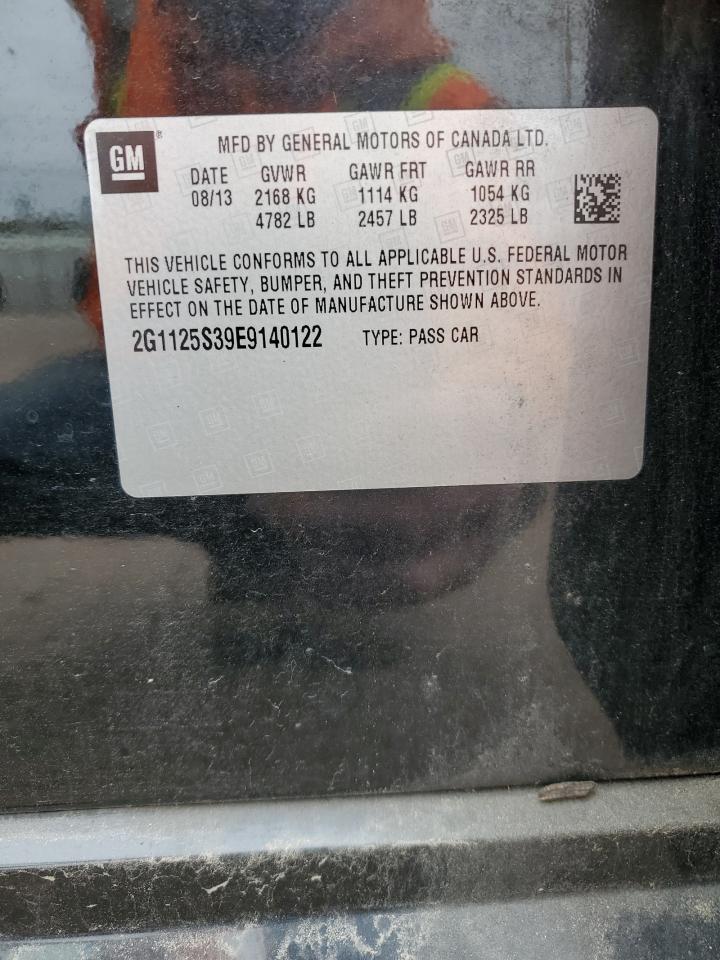 GM ® MFD BY GENERAL MOTORS OF CANADA LTD.
DATE GVWR GAWR FRT GAWR RR
08/13 2168 KG 1114 KG 1054 KG
4782 LB 2457 LB 2325 LB
THIS VEHICLE CONFORMS TO ALL APPLICABLE U.S. FEDERAL MOTOR
VEHICLE SAFETY, BUMPER, AND THEFT PREVENTION STANDARDS IN
EFFECT ON THE DATE OF MANUFACTURE SHOWN ABOVE.
2G1125S39E9140122 TYPE: PASS CAR